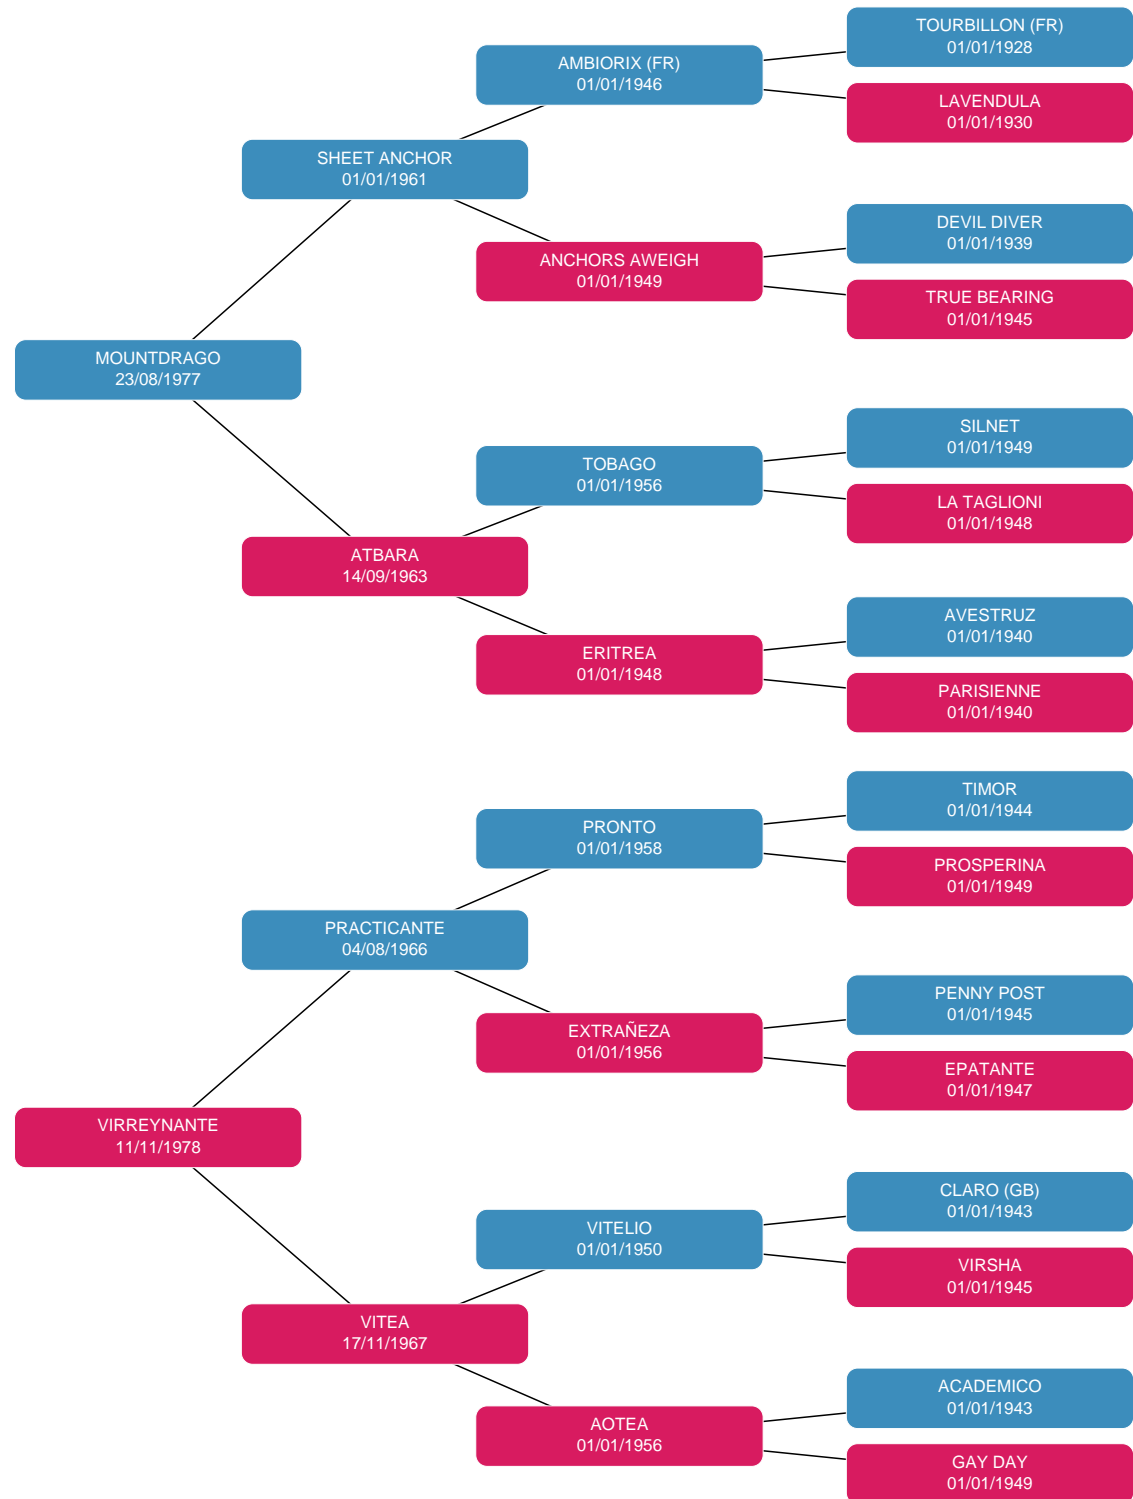 TOURBILLON (FR)
01/01/1928
AMBIORIX (FR)
01/01/1946
LAVENDULA
01/01/1930
SHEET ANCHOR
01/01/1961
DEVIL DIVER
01/01/1939
ANCHORS AWEIGH
01/01/1949
TRUE BEARING
01/01/1945
MOUNTDRAGO
23/08/1977
SILNET
01/01/1949
TOBAGO
01/01/1956
LA TAGLIONI
01/01/1948
ATBARA
14/09/1963
AVESTRUZ
01/01/1940
ERITREA
01/01/1948
PARISIENNE
01/01/1940
TIMOR
01/01/1944
PRONTO
01/01/1958
PROSPERINA
01/01/1949
PRACTICANTE
04/08/1966
PENNY POST
01/01/1945
EXTRAÑEZA
01/01/1956
EPATANTE
01/01/1947
VIRREYNANTE
11/11/1978
CLARO (GB)
01/01/1943
VITELIO
01/01/1950
VIRSHA
01/01/1945
VITEA
17/11/1967
ACADEMICO
01/01/1943
AOTEA
01/01/1956
GAY DAY
01/01/1949